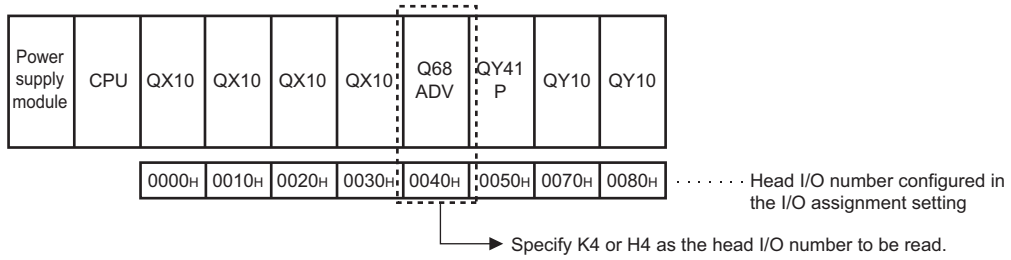 Power
supply
module
CPU
QX10
QX10
QX10
QX10
Q68
ADV
QY41
P
QY10
QY10
0000H
0010H
0020H
0030H
0040H
0050H
0070H
0080H
Head I/O number configured in
the I/O assignment setting
Specify K4 or H4 as the head I/O number to be read.